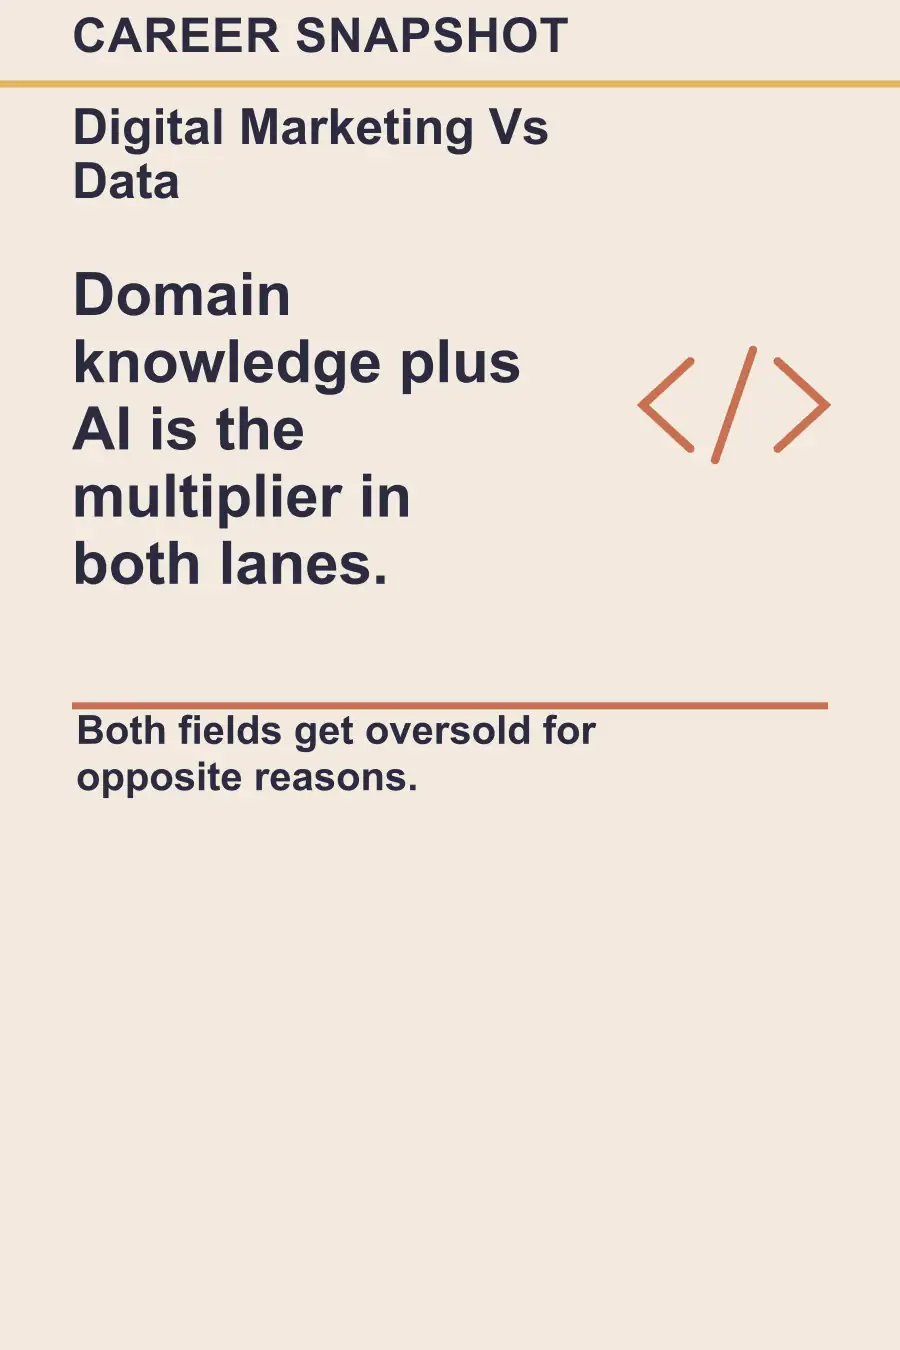 CAREER SNAPSHOT
Digital Marketing Vs
Data
Domain
knowledge plus
AI is the
multiplier in
both lanes.
Both fields get oversold for
opposite reasons.